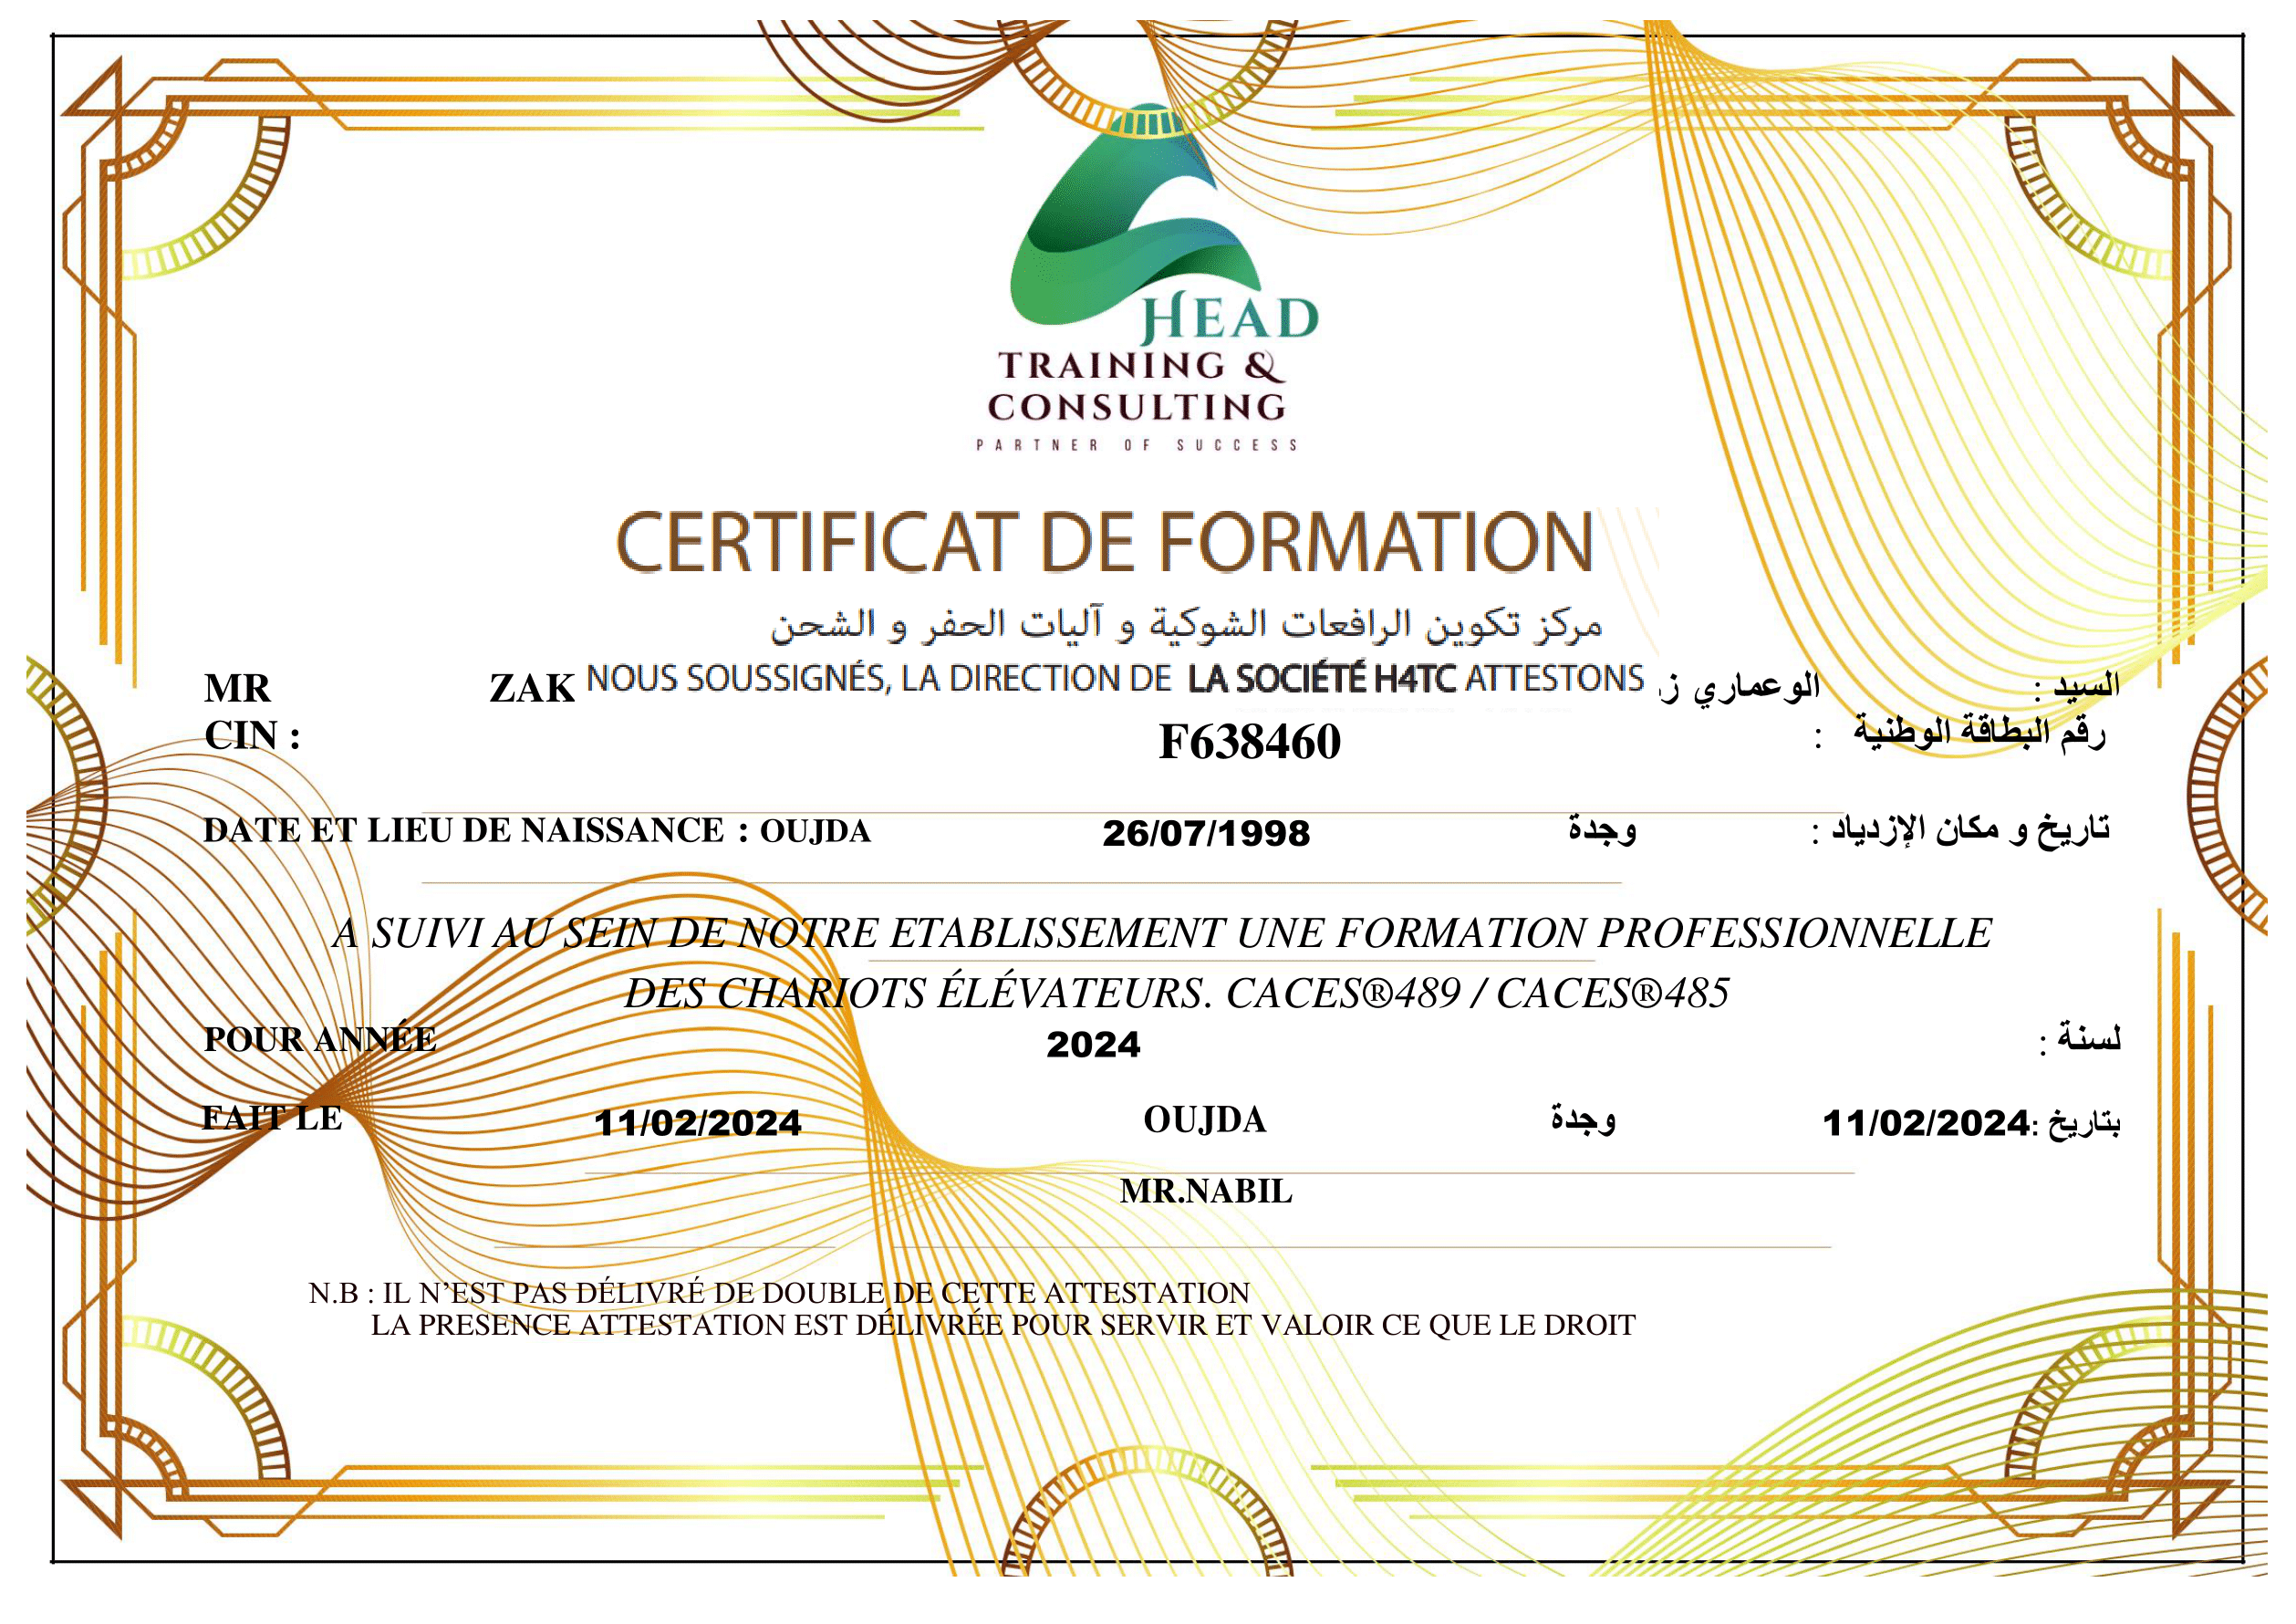 HEAD
TRAINING &
CONSULTING
PARTNER OF SUCCESS
CERTIFICAT DE FORMATION
مركز تكوين الرافعات الشوكية و آليات الحفر و الشحن
NOUS SOUSSIGNÉS, LA DIRECTION DE LA SOCIÉTÉ H4TC ATTESTONS
MR ZAK الوعماري ز السيد :
CIN : F638460 رقم البطاقة الوطنية :
DATE ET LIEU DE NAISSANCE : OUJDA 26/07/1998 وجدة تاريخ و مكان الإزدياد :
A SUIVI AU SEIN DE NOTRE ETABLISSEMENT UNE FORMATION PROFESSIONNELLE
DES CHARIOTS ÉLÉVATEURS. CACES®489 / CACES®485
POUR ANNÉE 2024 لسنة :
FAIT LE 11/02/2024 OUJDA وجدة بتاريخ :11/02/2024
MR.NABIL
N.B : IL N’EST PAS DÉLIVRÉ DE DOUBLE DE CETTE ATTESTATION
LA PRESENCE ATTESTATION EST DÉLIVRÉE POUR SERVIR ET VALOIR CE QUE LE DROIT